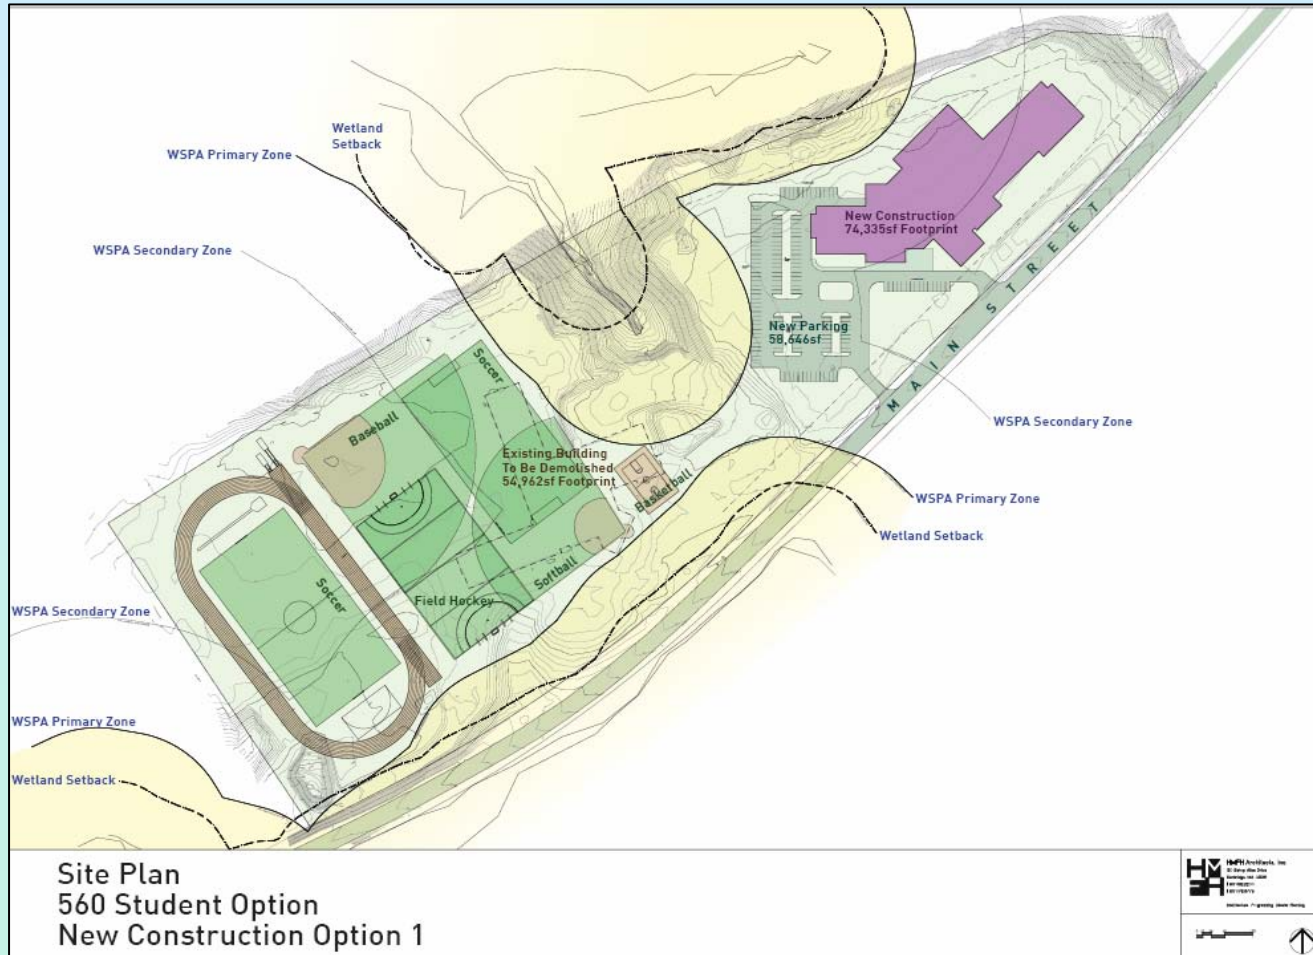 Wetland
Setback
WSPA Primary Zone
WSPA Secondary Zone
New Construction
74,335sf Footprint
MAIN STREET
New Parking
58,646sf
Soccer
Baseball
WSPA Secondary Zone
Existing Building
To Be Demolished
54,962sf Footprint
Basketball
WSPA Primary Zone
Wetland Setback
Softball
Soccer
Field Hockey
WSPA Secondary Zone
WSPA Primary Zone
Wetland Setback
Site Plan
560 Student Option
New Construction Option 1
HMFH Architects, Inc